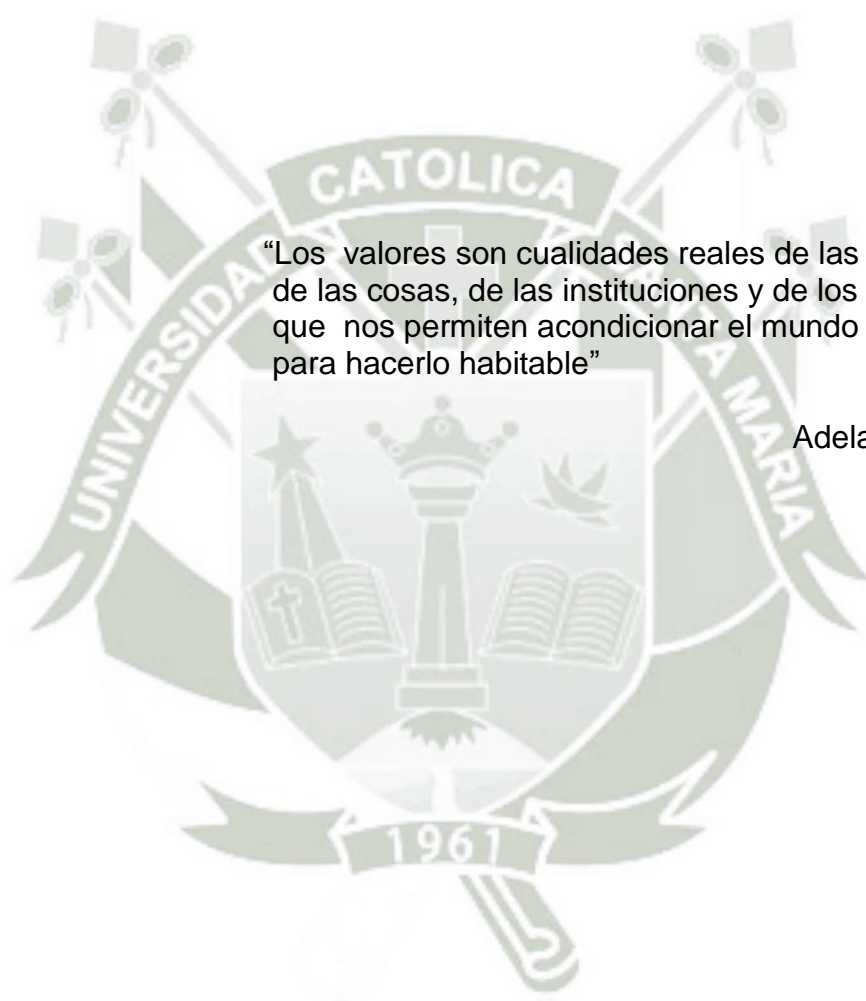 CATOLICA
UNIVERSIDAD
SANTA MARIA
“Los valores son cualidades reales de las
de las cosas, de las instituciones y de los
que nos permiten acondicionar el mundo
para hacerlo habitable”
Adela
1961